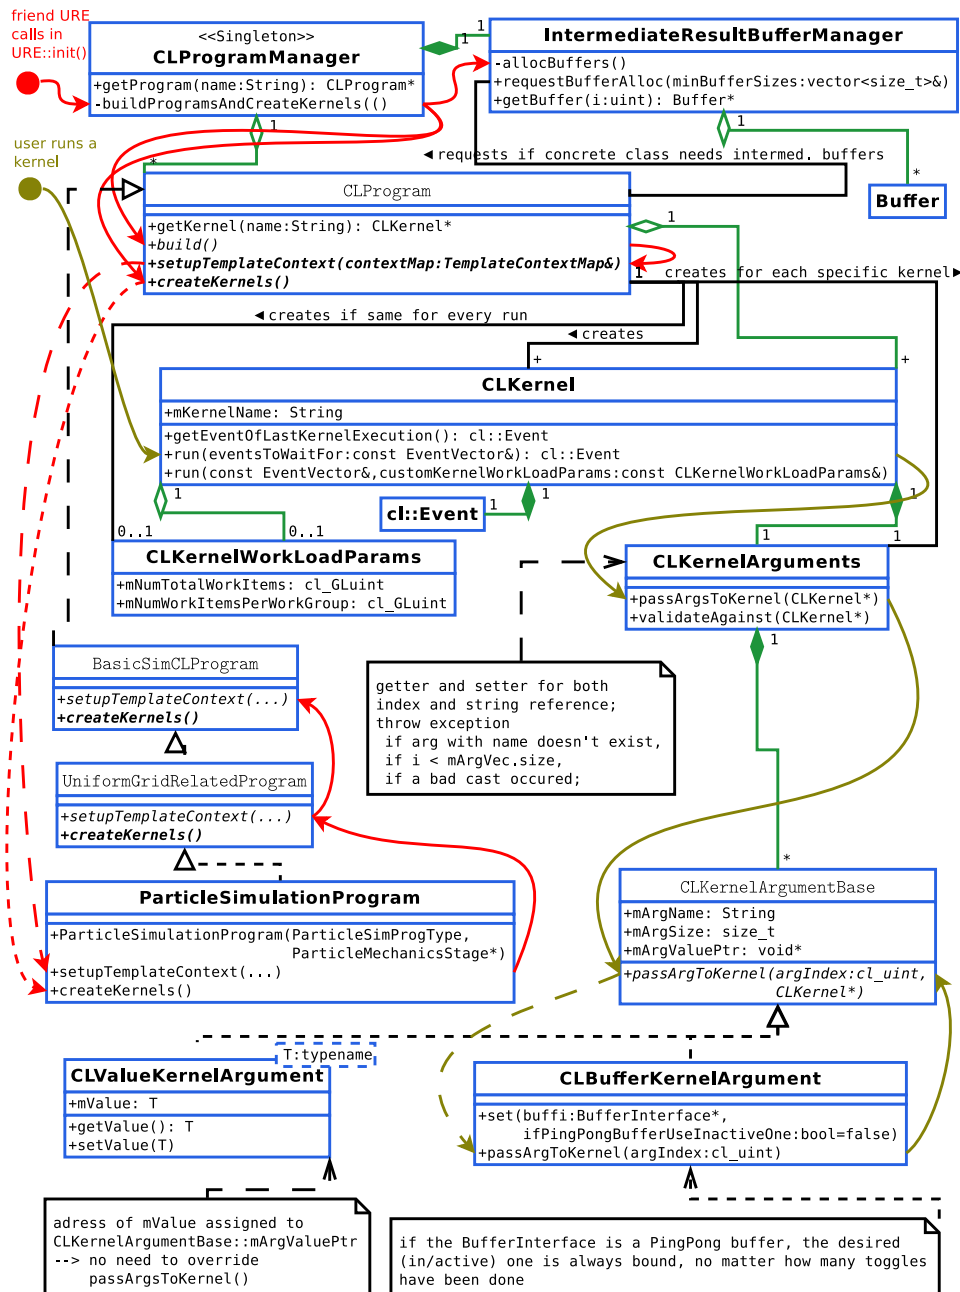 friend URE
calls in
URE::init()
<<Singleton>>
CLProgramManager
+getProgram(name:String): CLProgram*
-buildProgramsAndCreateKernels(()
1
1
IntermediateResultBufferManager
-allocBuffers()
+requestBufferAlloc(minBufferSizes:vector<size_t>&)
+getBuffer(i:uint): Buffer*
1
*
1
*
Buffer
user runs a
kernel
◄requests if concrete class needs intermed. buffers
CLProgram
+getKernel(name:String): CLKernel*
+build()
+setupTemplateContext(contextMap:TemplateContextMap&)
+createKernels()
1
1
creates for each specific kernel►
◄creates if same for every run
◄creates
+
+
CLKernel
+mKernelName: String
+getEventOfLastKernelExecution(): cl::Event
+run(eventsToWaitFor:const EventVector&): cl::Event
+run(const EventVector&,customKernelWorkLoadParams:const CLKernelWorkLoadParams&)
1
1
1
cl::Event
1
0..1
0..1
1
1
CLKernelWorkLoadParams
+mNumTotalWorkItems: cl_GLuint
+mNumWorkItemsPerWorkGroup: cl_GLuint
CLKernelArguments
+passArgsToKernel(CLKernel*)
+validateAgainst(CLKernel*)
1
*
BasicSimCLProgram
+setupTemplateContext(...)
+createKernels()
getter and setter for both
index and string reference;
throw exception
if arg with name doesn't exist,
if i < mArgVec.size,
if a bad cast occured;
UniformGridRelatedProgram
+setupTemplateContext(...)
+createKernels()
ParticleSimulationProgram
+ParticleSimulationProgram(ParticleSimProgType,
ParticleMechanicsStage*)
+setupTemplateContext(...)
+createKernels()
CLKernelArgumentBase
+mArgName: String
+mArgSize: size_t
+mArgValuePtr: void*
+passArgToKernel(argIndex:cl_uint,
CLKernel*)
T:typename
CLValueKernelArgument
+mValue: T
+getValue(): T
+setValue(T)
CLBufferKernelArgument
+set(buffi:BufferInterface*,
ifPingPongBufferUseInactiveOne:bool=false)
+passArgToKernel(argIndex:cl_uint)
adress of mValue assigned to
CLKernelArgumentBase::mArgValuePtr
--> no need to override
passArgsToKernel()
if the BufferInterface is a PingPong buffer, the desired
(in/active) one is always bound, no matter how many toggles
have been done